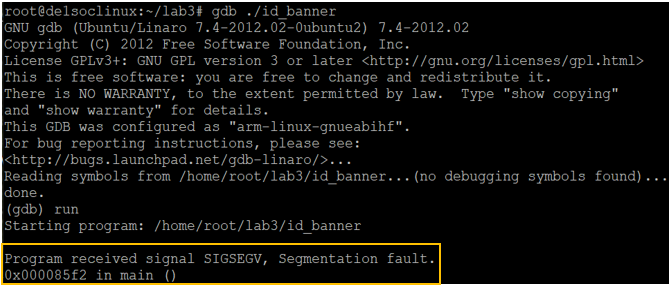 root@delsoclinux:~/lab3# gdb ./id_banner
GNU gdb (Ubuntu/Linaro 7.4-2012.02-0ubuntu2) 7.4-2012.02
Copyright (C) 2012 Free Software Foundation, Inc.
License GPLv3+: GNU GPL version 3 or later <http://gnu.org/licenses/gpl.html>
This is free software: you are free to change and redistribute it.
There is NO WARRANTY, to the extent permitted by law.  Type "show copying"
and "show warranty" for details.
This GDB was configured as "arm-linux-gnueabihf".
For bug reporting instructions, please see:
<http://bugs.launchpad.net/gdb-linaro/>...
Reading symbols from /home/root/lab3/id_banner...(no debugging symbols found)...
done.
(gdb) run
Starting program: /home/root/lab3/id_banner
Program received signal SIGSEGV, Segmentation fault.
0x000085f2 in main ()